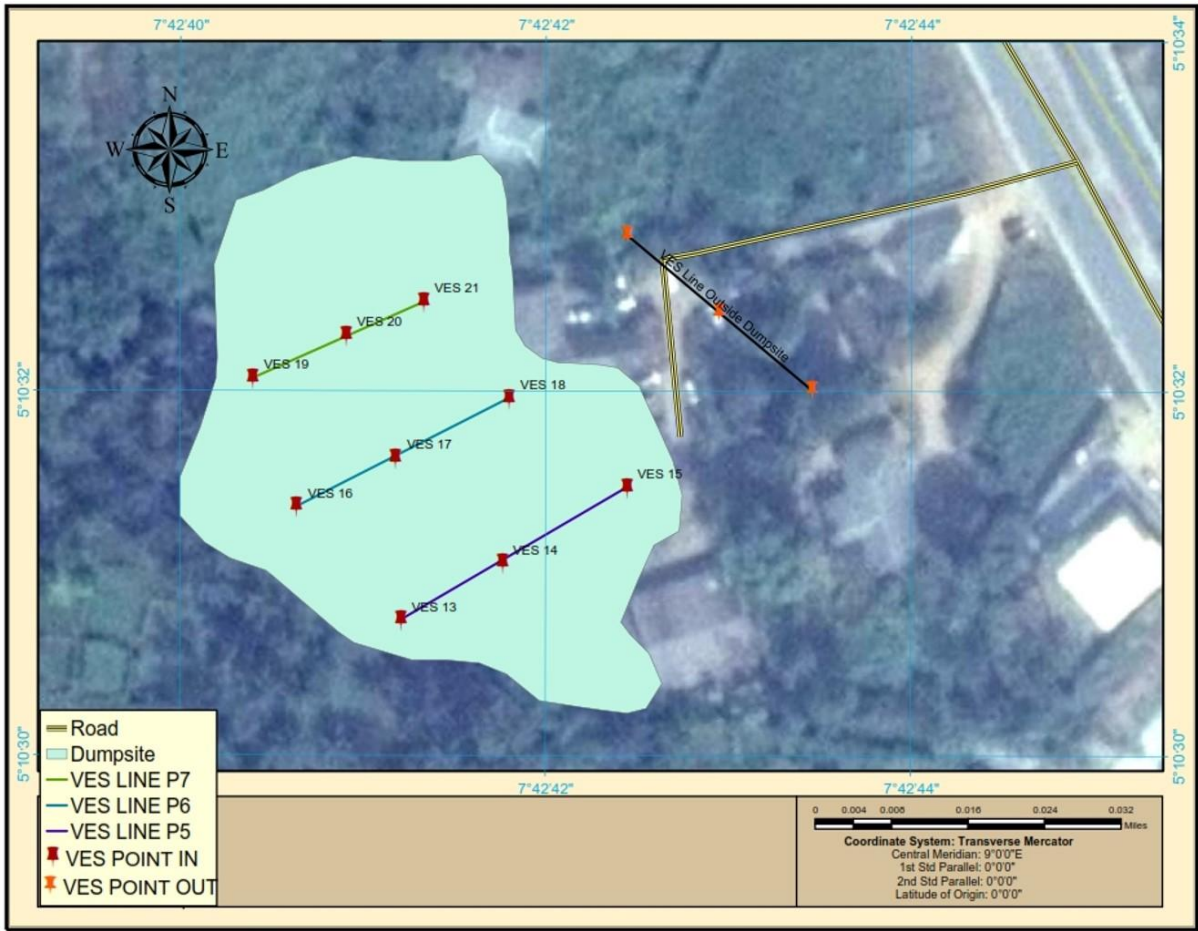 7°42'40"
7°42'42"
7°42'44"
5°10'34"
N
W
E
S
VES Line Outside Dumpsite
VES 21
VES 20
VES 19
5°10'32"
5°10'32"
VES 18
VES 17
VES 16
VES 15
VES 14
VES 13
5°10'30"
5°10'30"
7°42'42"
7°42'44"
Road
Dumpsite
VES LINE P7
VES LINE P6
VES LINE P5
VES POINT IN
VES POINT OUT
0 0.004 0.008 0.016 0.024 0.032
Miles
Coordinate System: Transverse Mercator
Central Meridian: 9°0'0"E
1st Std Parallel: 0°0'0"
2nd Std Parallel: 0°0'0"
Latitude of Origin: 0°0'0"